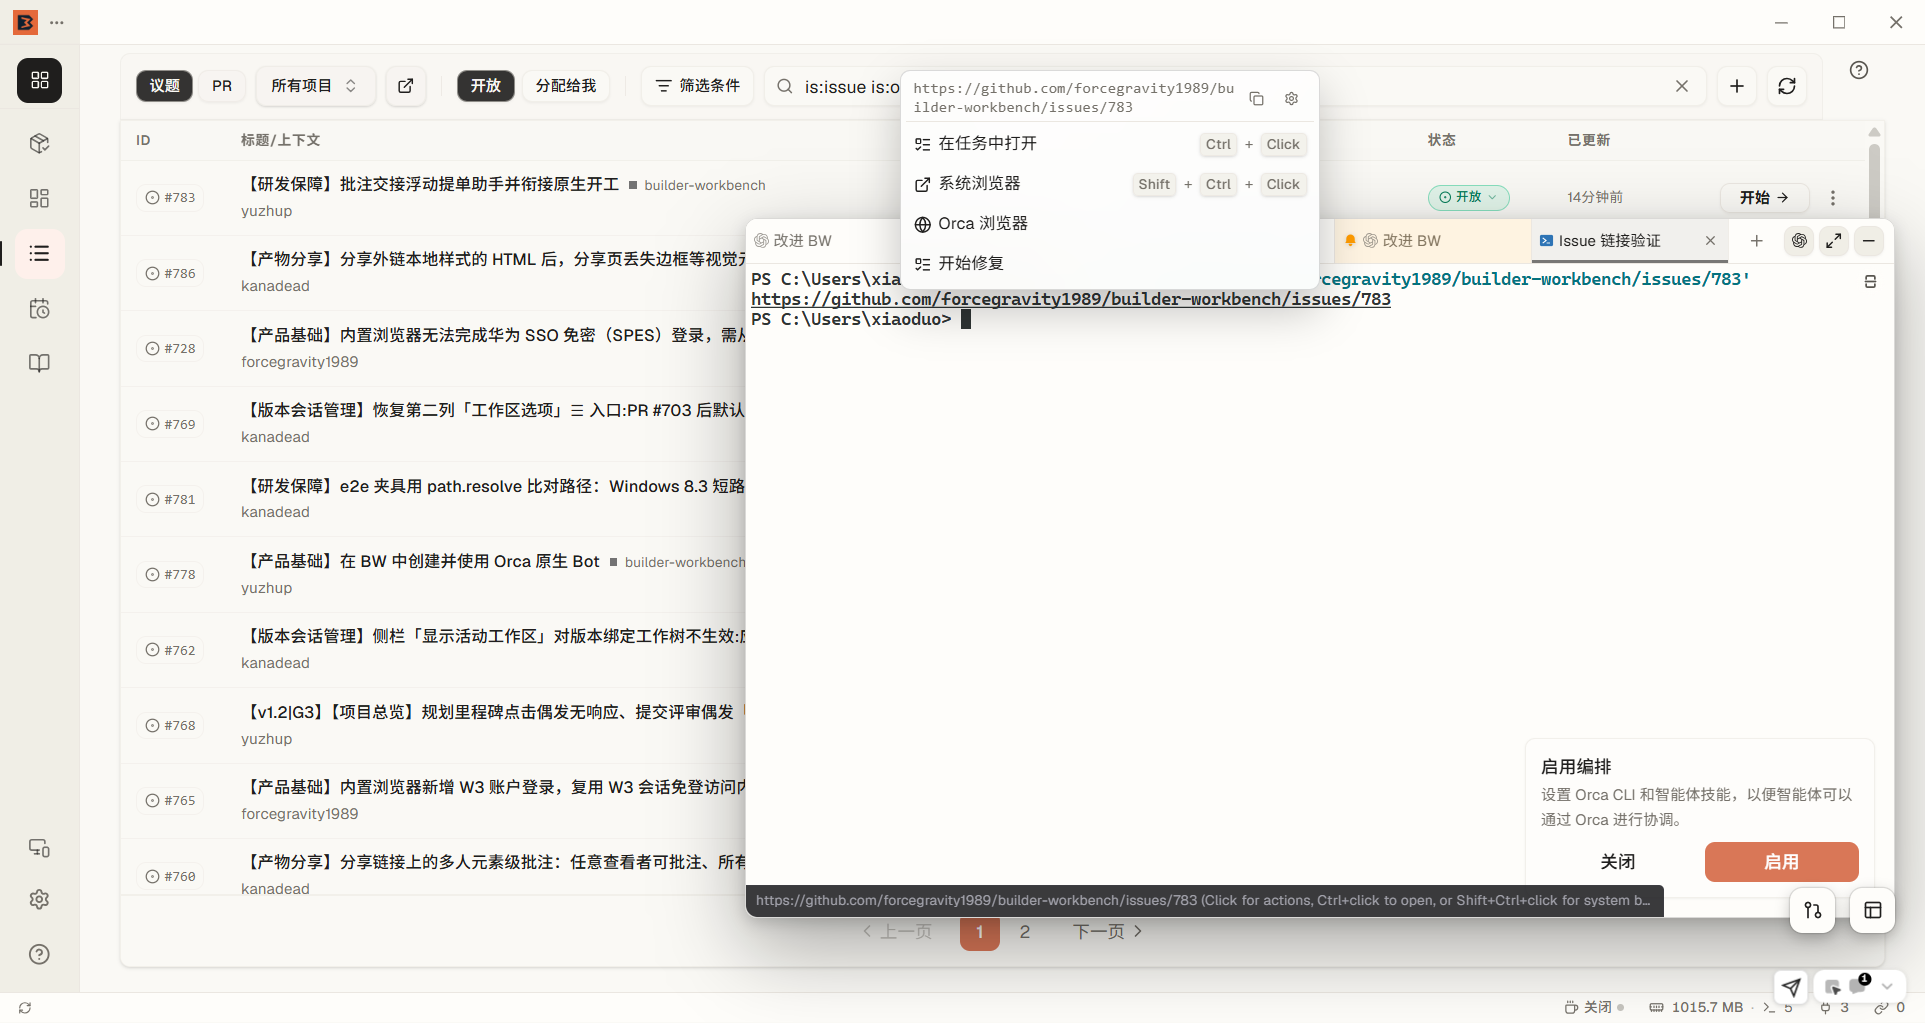 议题 PR 所有项目 开放 分配给我 筛选条件 is:issue is:o
https://github.com/forcegravity1989/bu
ilder-workbench/issues/783
在任务中打开 Ctrl + Click
系统浏览器 Shift + Ctrl + Click
Orca 浏览器
开始修复
ID 标题/上下文 状态 已更新
#783 【研发保障】批注交接浮动提单助手并衔接原生开工 builder-workbench 开放 14分钟前 开始
yuzhup
#786 【产物分享】分享外链本地样式的 HTML 后，分享页丢失边框等视觉
kanadead
#728 【产品基础】内置浏览器无法完成华为 SSO 免密（SPES）登录，需
forcegravity1989
#769 【版本会话管理】恢复第二列「工作区选项」☰ 入口:PR #703 后默认
kanadead
#781 【研发保障】e2e 夹具用 path.resolve 比对路径：Windows 8.3 短路
kanadead
#778 【产品基础】在 BW 中创建并使用 Orca 原生 Bot builder-workbench
yuzhup
#762 【版本会话管理】侧栏「显示活动工作区」对版本绑定工作树不生效:
kanadead
#768 【v1.2|G3】【项目总览】规划里程碑点击偶发无响应、提交评审偶发
yuzhup
#765 【产品基础】内置浏览器新增 W3 账户登录，复用 W3 会话免登访问
forcegravity1989
#760 【产物分享】分享链接上的多人元素级批注：任意查看者可批注、所有
kanadead
上一页 1 2 下一页
改进 BW 改进 BW Issue 链接验证
PS C:\Users\xia rcegravity1989/builder-workbench/issues/783'
https://github.com/forcegravity1989/builder-workbench/issues/783
PS C:\Users\xiaoduo>
启用编排
设置 Orca CLI 和智能体技能，以便智能体可以
通过 Orca 进行协调。
关闭 启用
https://github.com/forcegravity1989/builder-workbench/issues/783 (Click for actions, Ctrl+click to open, or Shift+Ctrl+click for system b…
1
关闭 1015.7 MB 5 3 0